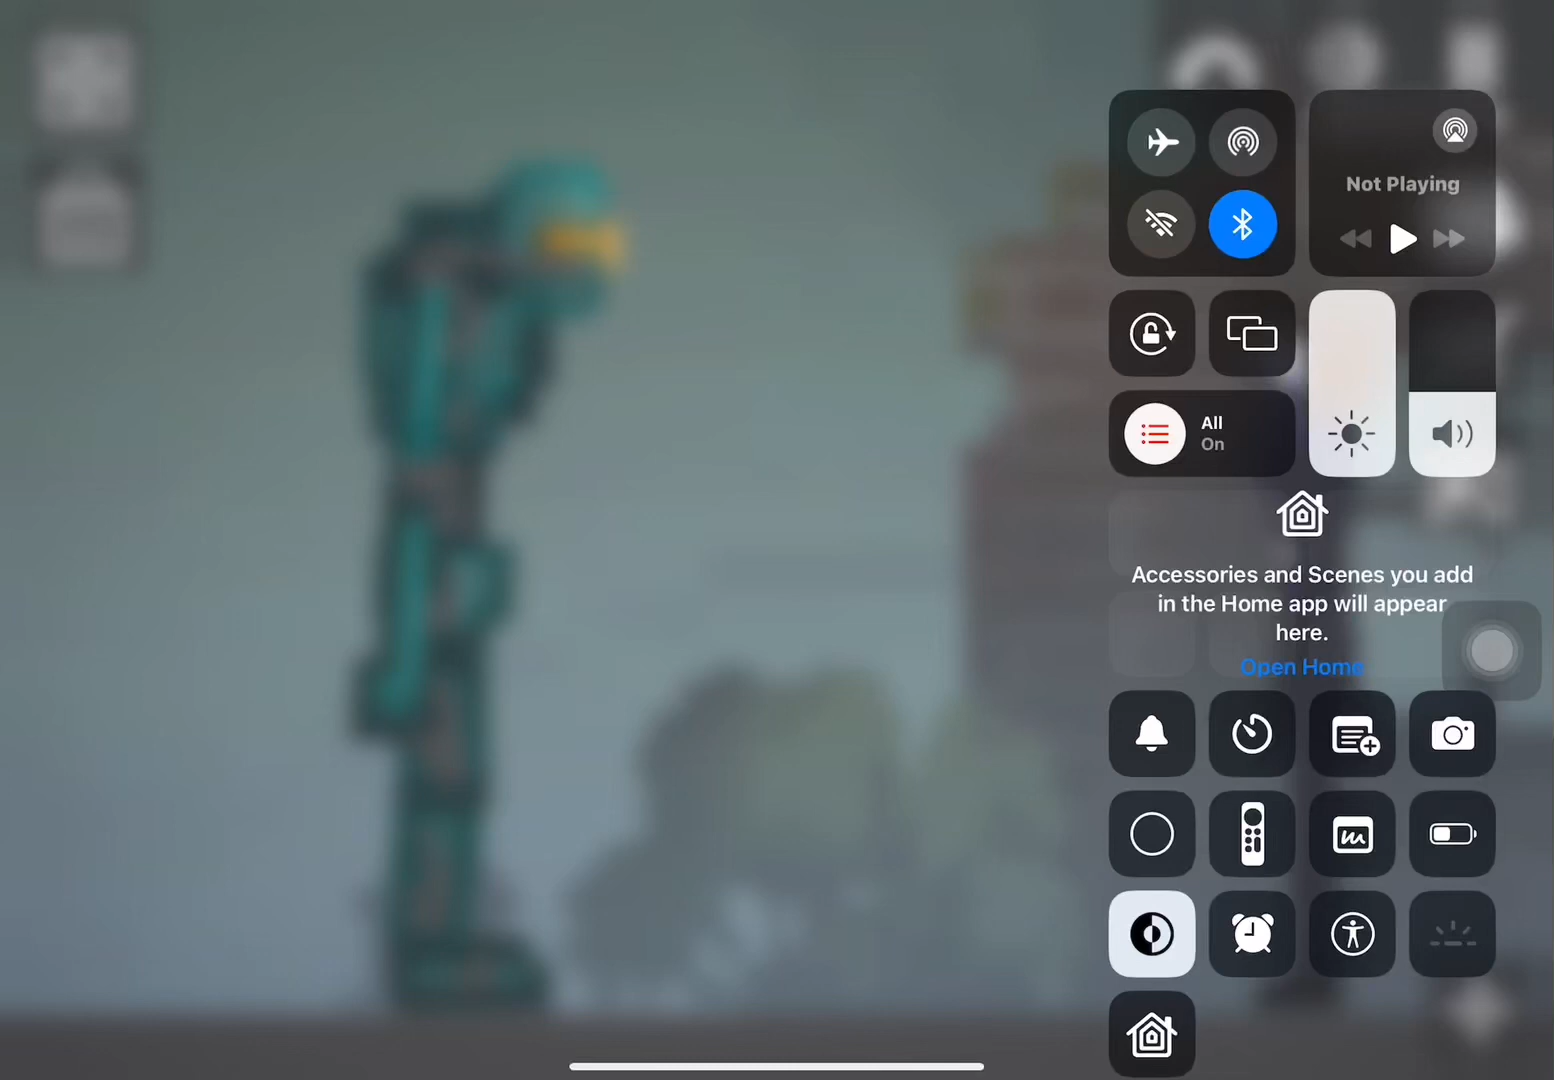 Not Playing
All
On
Accessories and Scenes you add
in the Home app will appear
here.
Open Home